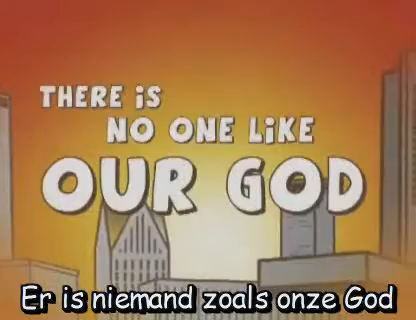 THERE iS
NO ONE LiKE
OUR GOD
Er is niemand zoals onze God